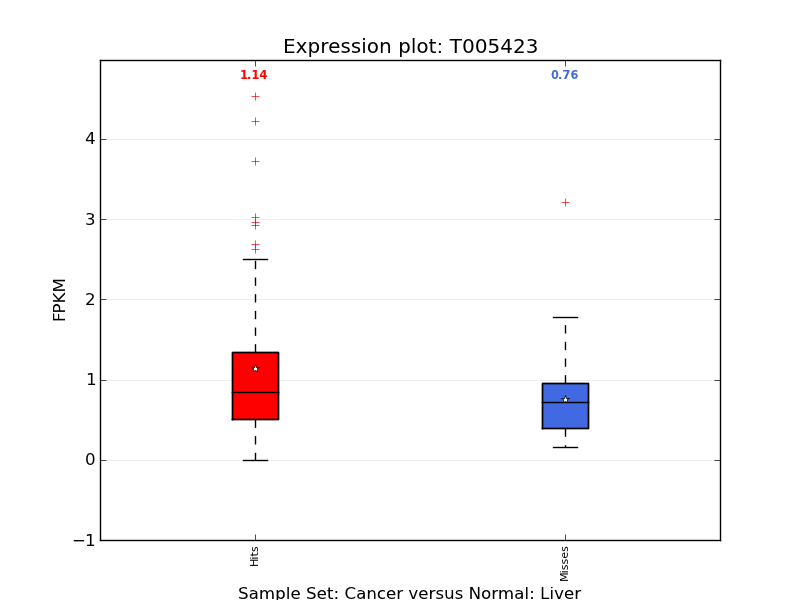 Expression plot: T005423
1.14
0.76
4
3
2
1
0
−1
FPKM
Hits
Misses
Sample Set: Cancer versus Normal: Liver